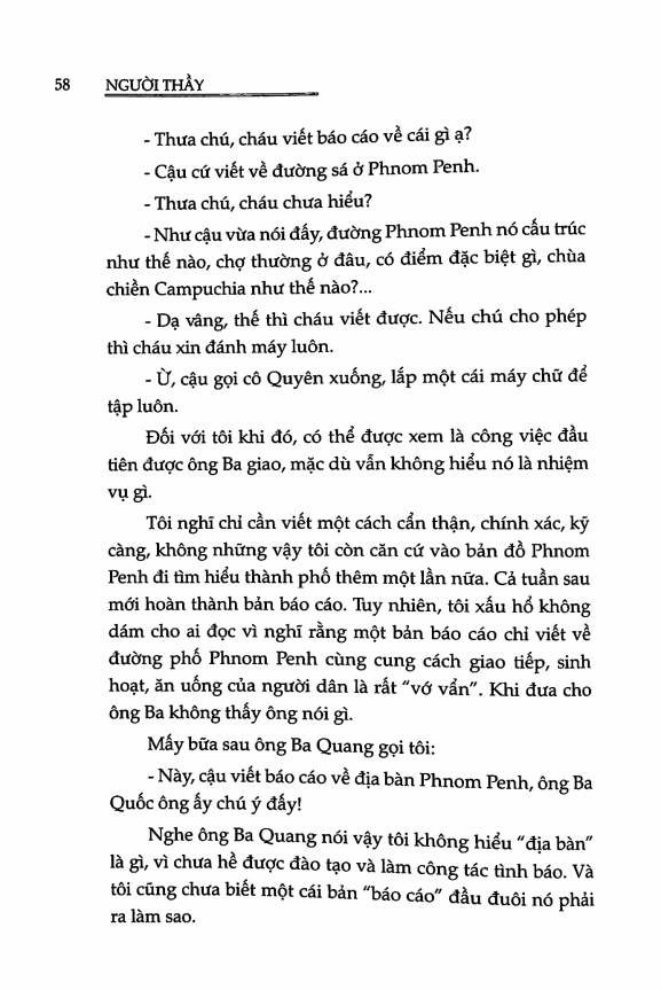 58 NGƯỜI THẦY
- Thưa chú, cháu viết báo cáo về cái gì ạ?
- Cậu cứ viết về đường sá ở Phnom Penh.
- Thưa chú, cháu chưa hiểu?
- Như cậu vừa nói đấy, đường Phnom Penh nó cấu trúc
như thế nào, chợ thường ở đâu, có điểm đặc biệt gì, chùa
chiền Campuchia như thế nào?...
- Dạ vâng, thế thì cháu viết được. Nếu chú cho phép
thì cháu xin đánh máy luôn.
- Ừ, cậu gọi cô Quyên xuống, lắp một cái máy chữ để
tập luôn.
Đối với tôi khi đó, có thể được xem là công việc đầu
tiên được ông Ba giao, mặc dù vẫn không hiểu nó là nhiệm
vụ gì.
Tôi nghĩ chỉ cần viết một cách cẩn thận, chính xác, kỹ
càng, không những vậy tôi còn căn cứ vào bản đồ Phnom
Penh đi tìm hiểu thành phố thêm một lần nữa. Cả tuần sau
mới hoàn thành bản báo cáo. Tuy nhiên, tôi xấu hổ không
dám cho ai đọc vì nghĩ rằng một bản báo cáo chỉ viết về
đường phố Phnom Penh cùng cung cách giao tiếp, sinh
hoạt, ăn uống của người dân là rất "vớ vẩn". Khi đưa cho
ông Ba không thấy ông nói gì.
Mấy bữa sau ông Ba Quang gọi tôi:
- Này, cậu viết báo cáo về địa bàn Phnom Penh, ông Ba
Quốc ông ấy chú ý đấy!
Nghe ông Ba Quang nói vậy tôi không hiểu "địa bàn"
là gì, vì chưa hề được đào tạo và làm công tác tình báo. Và
tôi cũng chưa biết một cái bản "báo cáo" đầu đuôi nó phải
ra làm sao.